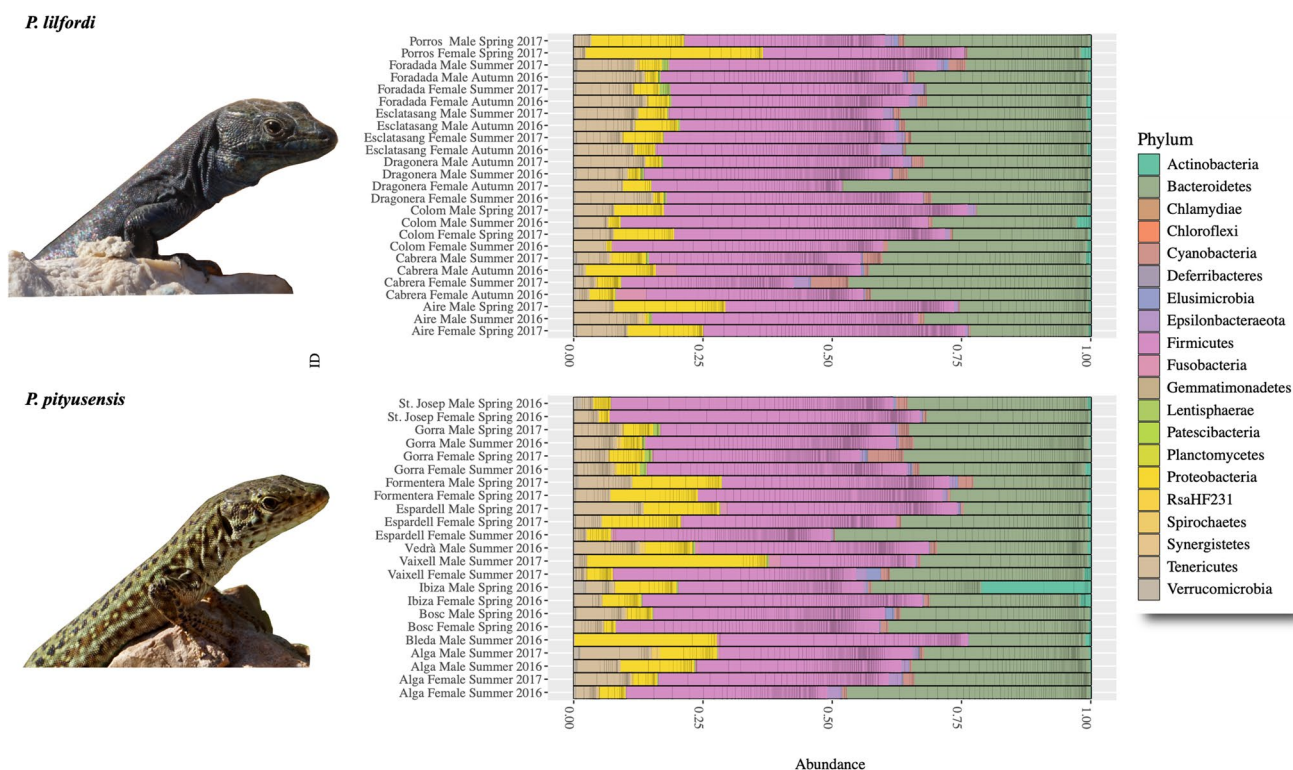 P. lilfordi
Porros Male Spring 2017
Porros Female Spring 2017
Foradada Male Summer 2017
Foradada Male Autumn 2016
Foradada Female Summer 2017
Foradada Female Autumn 2016
Esclatasang Male Summer 2017
Esclatasang Male Autumn 2016
Esclatasang Female Summer 2017
Esclatasang Female Autumn 2016
Dragonera Male Autumn 2017
Dragonera Male Summer 2016
Dragonera Female Autumn 2017
Dragonera Female Summer 2016
Colom Male Spring 2017
Colom Male Summer 2016
Colom Female Spring 2017
Colom Female Summer 2016
Cabrera Male Summer 2017
Cabrera Male Autumn 2016
Cabrera Female Summer 2017
Cabrera Female Autumn 2016
Aire Male Spring 2017
Aire Male Summer 2016
Aire Female Spring 2017
0.00 0.25 0.50 0.75 1.00
ID
P. pityusensis
St. Josep Male Spring 2016
St. Josep Female Spring 2016
Gorra Male Spring 2017
Gorra Male Summer 2016
Gorra Female Spring 2017
Gorra Female Summer 2016
Formentera Male Spring 2017
Formentera Female Spring 2017
Espardell Male Spring 2017
Espardell Female Spring 2017
Espardell Female Summer 2016
Vedrà Male Summer 2016
Vaixell Male Summer 2017
Vaixell Female Summer 2017
Ibiza Male Spring 2016
Ibiza Female Spring 2016
Bosc Male Spring 2016
Bosc Female Spring 2016
Bleda Male Summer 2016
Alga Male Summer 2017
Alga Male Summer 2016
Alga Female Summer 2017
Alga Female Summer 2016
0.00 0.25 0.50 0.75 1.00
Abundance
Phylum
Actinobacteria
Bacteroidetes
Chlamydiae
Chloroflexi
Cyanobacteria
Deferribacteres
Elusimicrobia
Epsilonbacteraeota
Firmicutes
Fusobacteria
Gemmatimonadetes
Lentisphaerae
Patescibacteria
Planctomycetes
Proteobacteria
RsaHF231
Spirochaetes
Synergistetes
Tenericutes
Verrucomicrobia